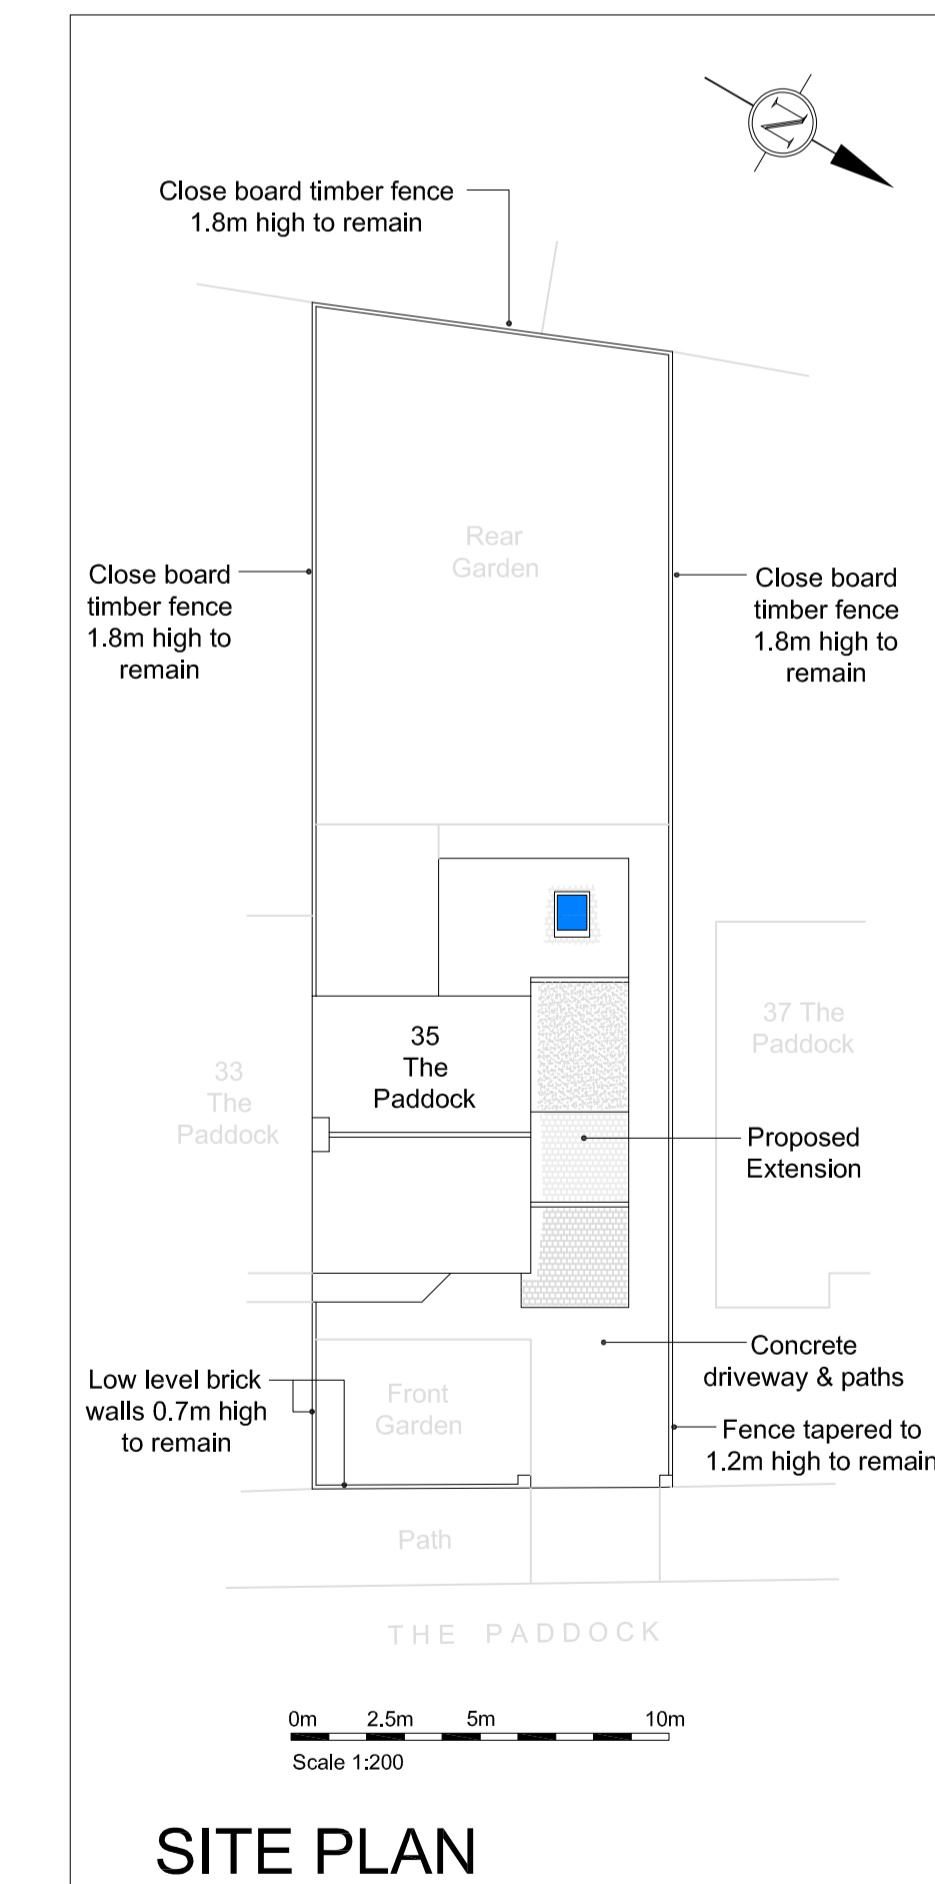 N
Close board timber fence
1.8m high to remain
Rear
Garden
Close board
timber fence
1.8m high to
remain
Close board
timber fence
1.8m high to
remain
35
The
Paddock
37 The
Paddock
33
The
Paddock
Proposed
Extension
Concrete
driveway & paths
Low level brick
walls 0.7m high
to remain
Front
Garden
Fence tapered to
1.2m high to remain
Path
THE PADDOCK
0m 2.5m 5m 10m
Scale 1:200
SITE PLAN